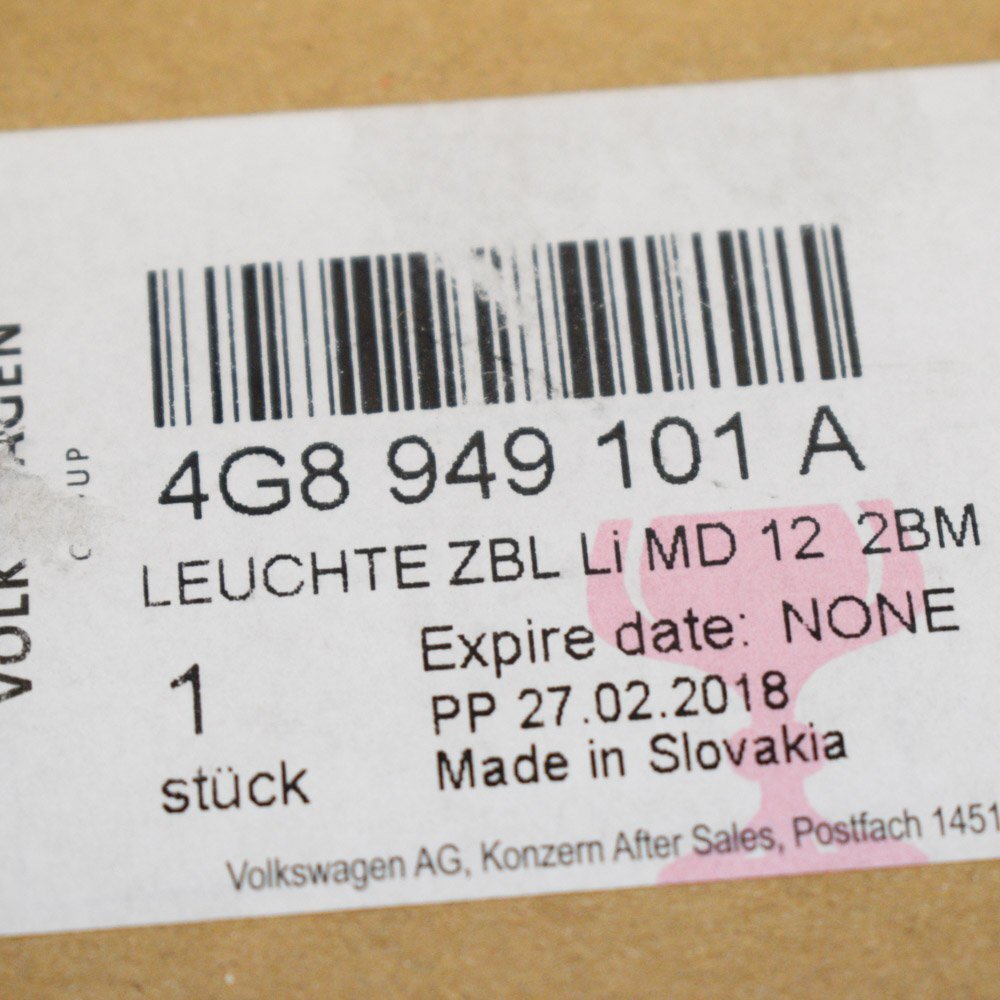 4G8 949 101 A
LEUCHTE ZBL Li MD 12 2BM
Expire date: NONE
1
PP 27.02.2018
stück
Made in Slovakia
Volkswagen AG, Konzern After Sales, Postfach 1451